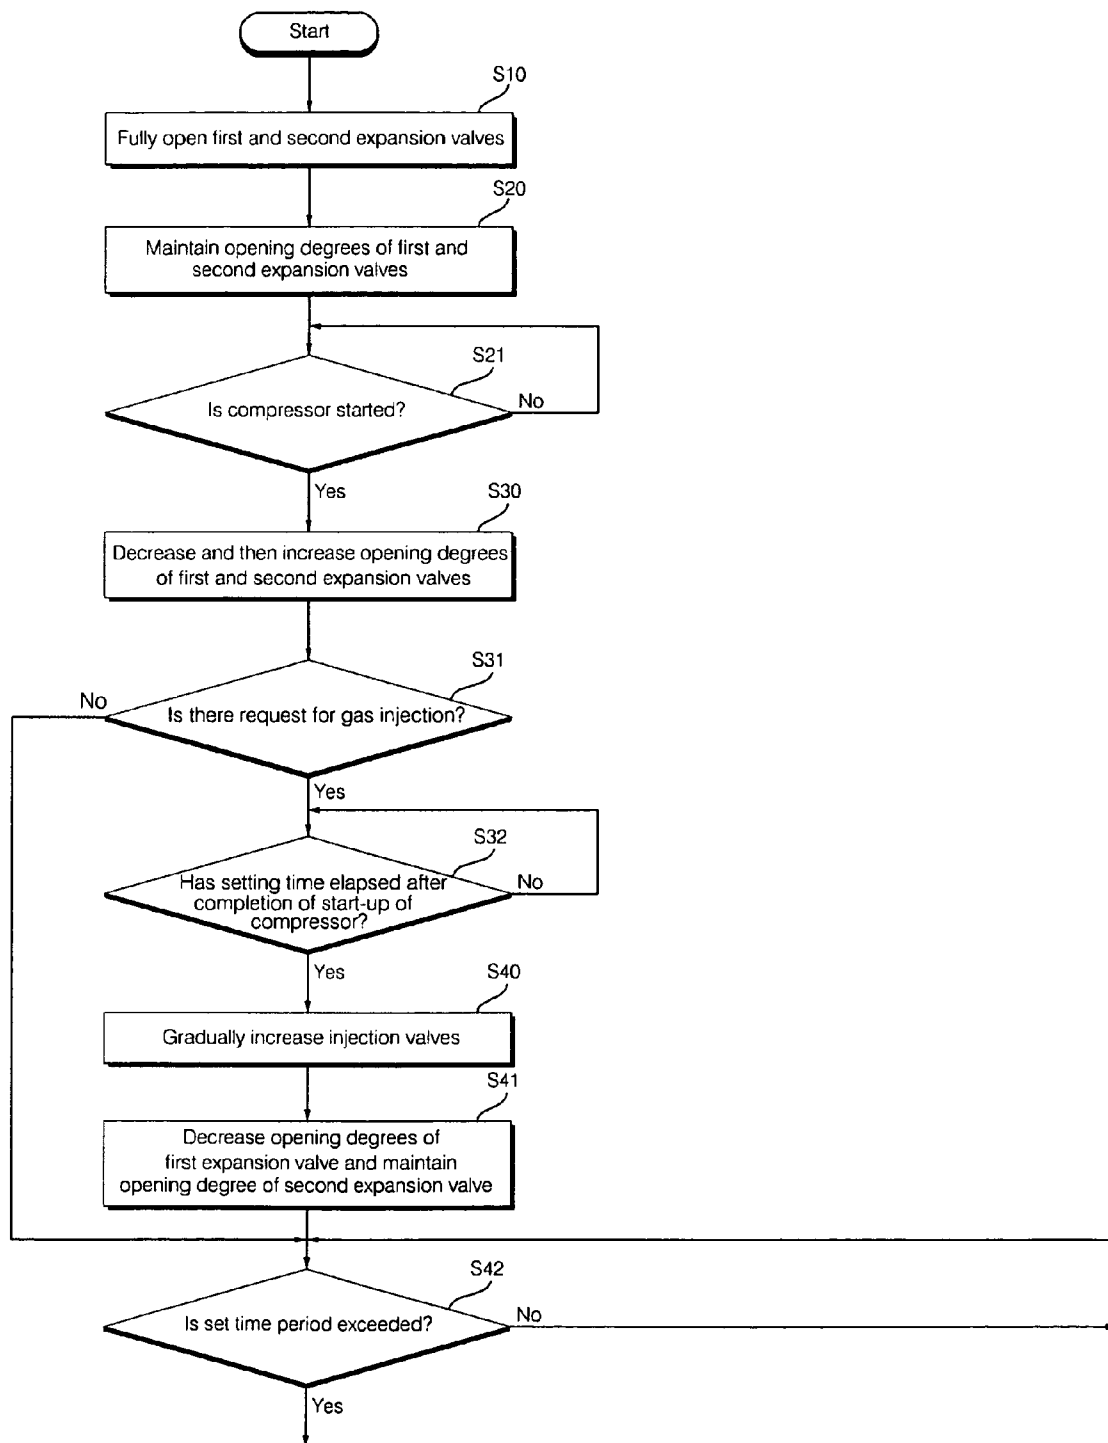 Start
S10
Fully open first and second expansion valves
S20
Maintain opening degrees of first and
second expansion valves
S21
Is compressor started?
No
Yes
S30
Decrease and then increase opening degrees
of first and second expansion valves
S31
No
Is there request for gas injection?
Yes
S32
Has setting time elapsed after
completion of start-up of
compressor?
No
Yes
S40
Gradually increase injection valves
S41
Decrease opening degrees of
first expansion valve and maintain
opening degree of second expansion valve
S42
Is set time period exceeded?
No
Yes